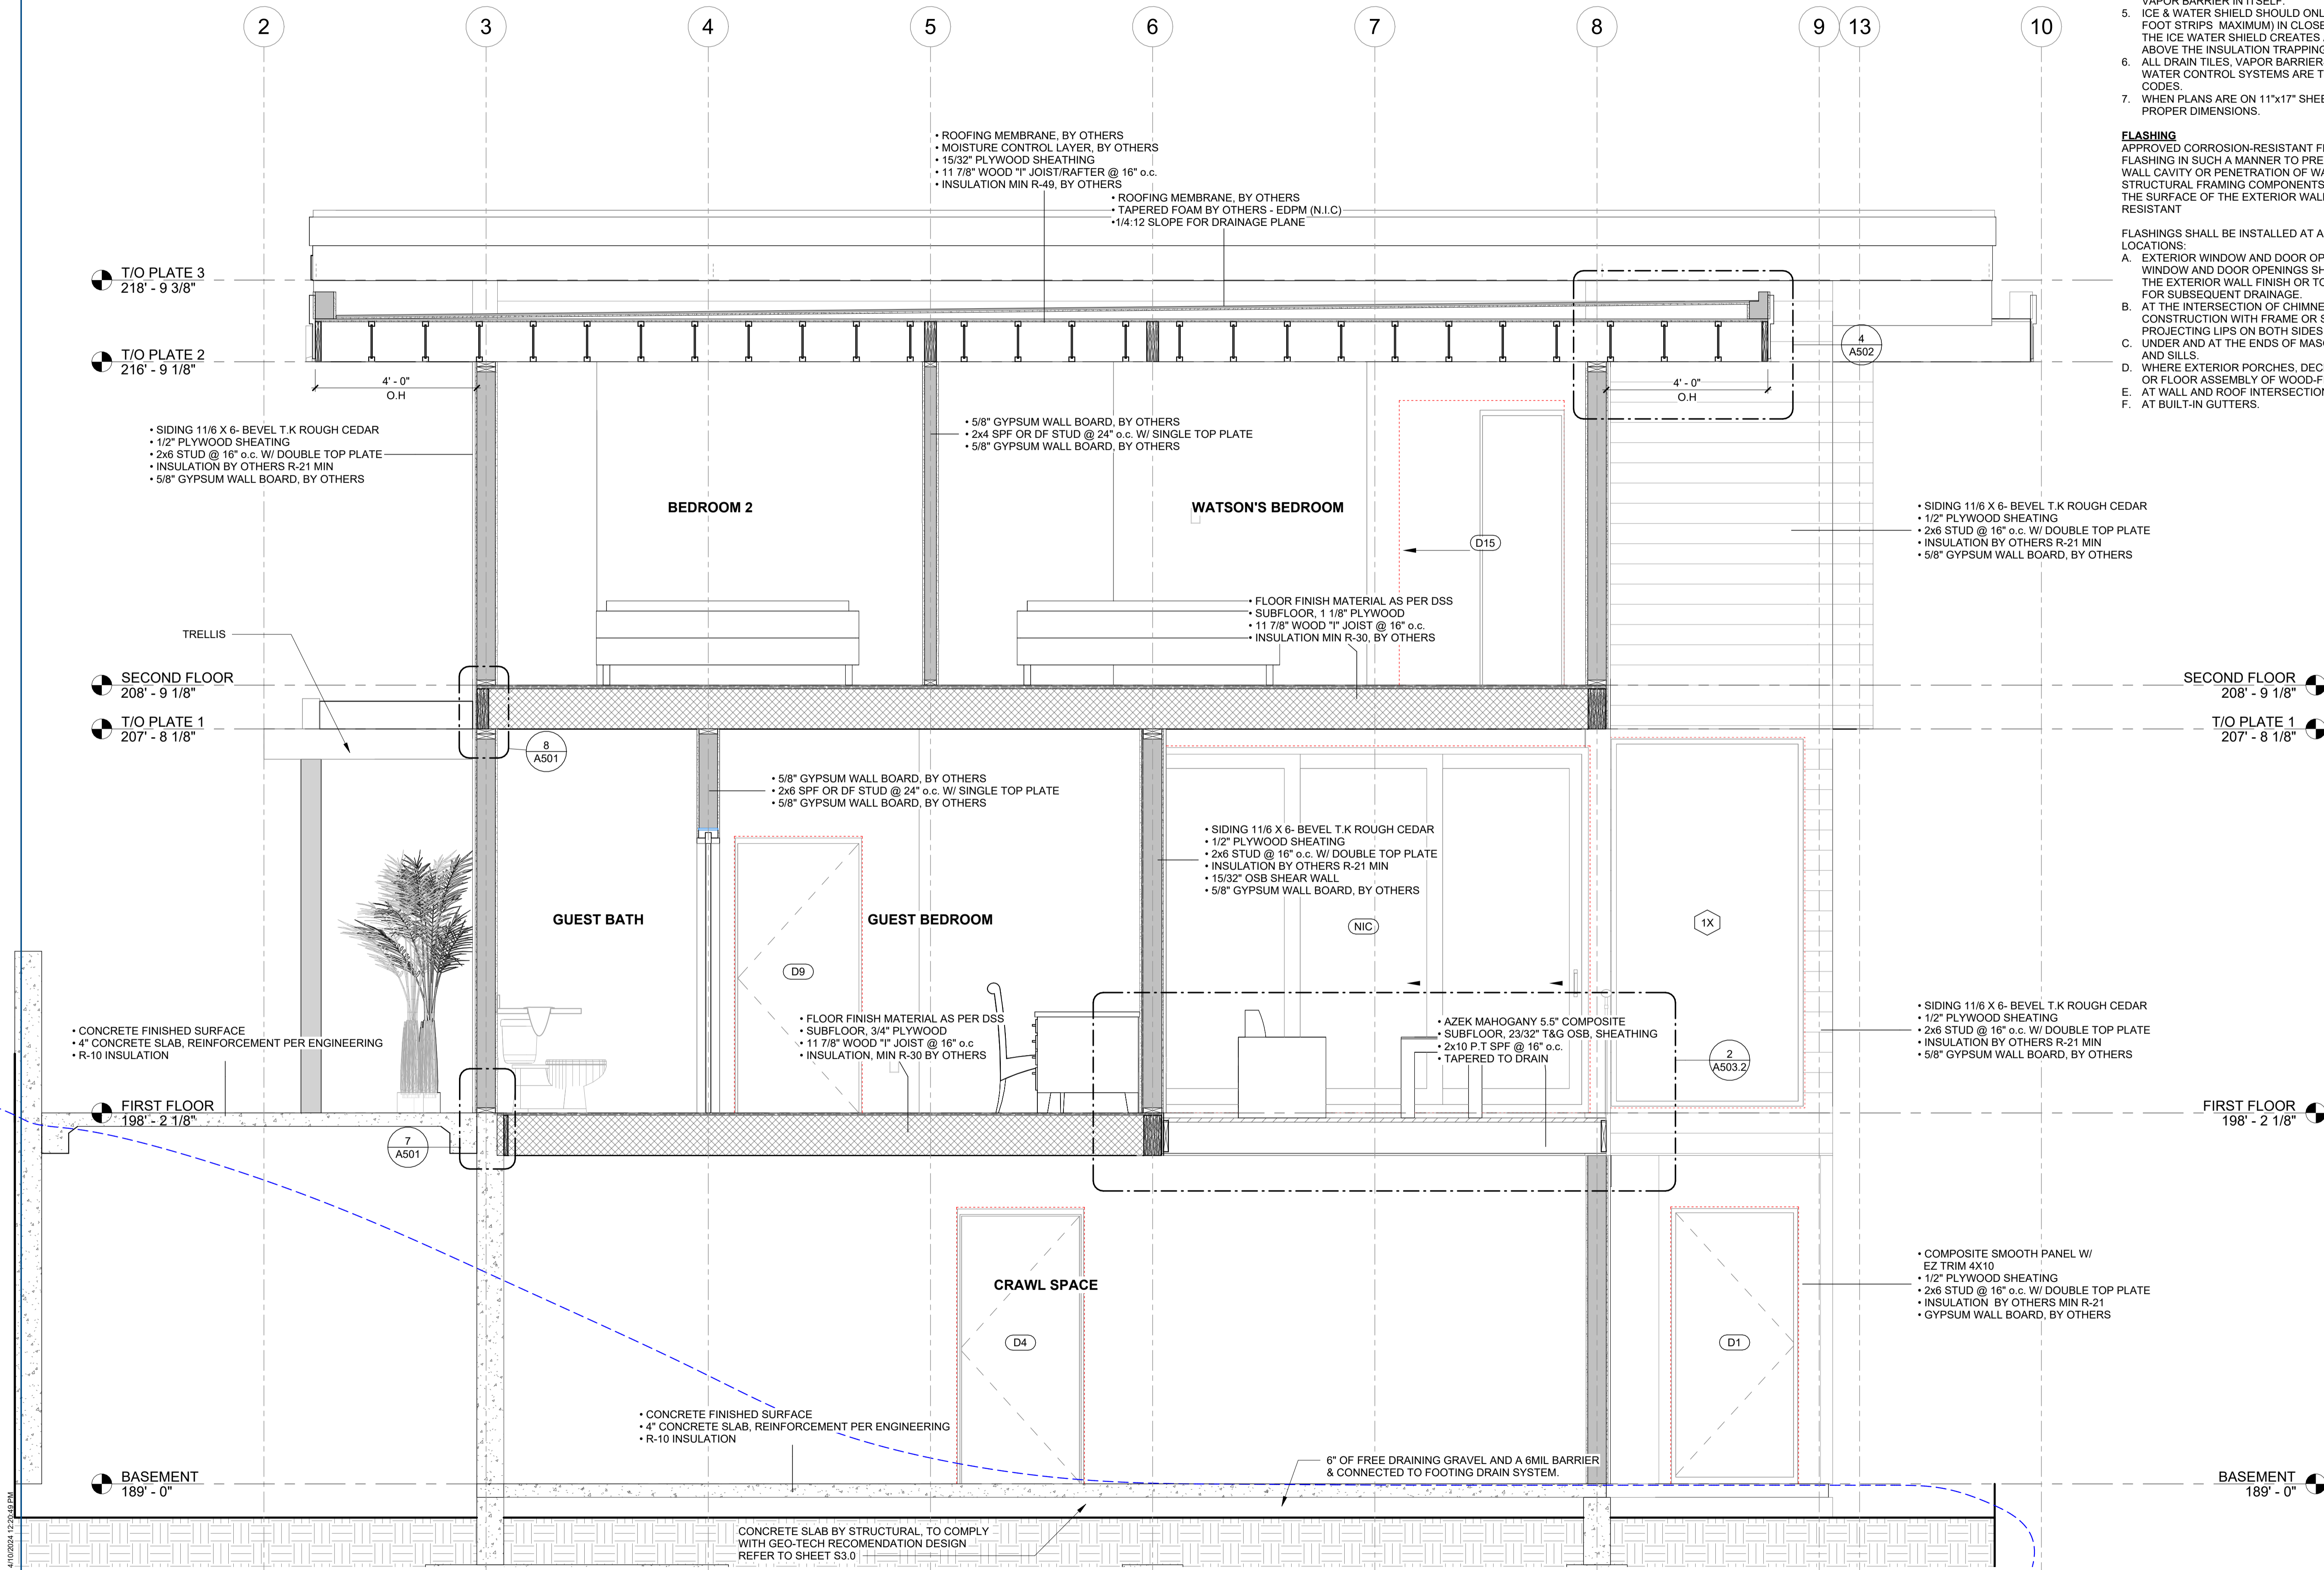 2 3 4 5 6 7 8 9 13 10
VAPOR BARRIER IN ITSELF.
5. ICE & WATER SHIELD SHOULD ONL
FOOT STRIPS MAXIMUM) IN CLOSE
THE ICE WATER SHIELD CREATES
ABOVE THE INSULATION TRAPPING
6. ALL DRAIN TILES, VAPOR BARRIER
WATER CONTROL SYSTEMS ARE T
CODES.
7. WHEN PLANS ARE ON 11"x17" SHEE
PROPER DIMENSIONS.
FLASHING
APPROVED CORROSION-RESISTANT F
FLASHING IN SUCH A MANNER TO PRE
WALL CAVITY OR PENETRATION OF WA
STRUCTURAL FRAMING COMPONENTS
THE SURFACE OF THE EXTERIOR WALL
RESISTANT
FLASHINGS SHALL BE INSTALLED AT A
LOCATIONS:
A. EXTERIOR WINDOW AND DOOR OP
WINDOW AND DOOR OPENINGS SH
THE EXTERIOR WALL FINISH OR TO
FOR SUBSEQUENT DRAINAGE.
B. AT THE INTERSECTION OF CHIMNE
CONSTRUCTION WITH FRAME OR S
PROJECTING LIPS ON BOTH SIDES
C. UNDER AND AT THE ENDS OF MAS
AND SILLS.
D. WHERE EXTERIOR PORCHES, DEC
OR FLOOR ASSEMBLY OF WOOD-F
E. AT WALL AND ROOF INTERSECTION
F. AT BUILT-IN GUTTERS.
• ROOFING MEMBRANE, BY OTHERS
• MOISTURE CONTROL LAYER, BY OTHERS
• 15/32" PLYWOOD SHEATHING
• 11 7/8" WOOD "I" JOIST/RAFTER @ 16" o.c.
• INSULATION MIN R-49, BY OTHERS
• ROOFING MEMBRANE, BY OTHERS
• TAPERED FOAM BY OTHERS - EDPM (N.I.C)
•1/4:12 SLOPE FOR DRAINAGE PLANE
T/O PLATE 3
218' - 9 3/8"
T/O PLATE 2
216' - 9 1/8"
4
A502
4' - 0"
O.H
4' - 0"
O.H
• SIDING 11/6 X 6- BEVEL T.K ROUGH CEDAR
• 1/2" PLYWOOD SHEATING
• 2x6 STUD @ 16" o.c. W/ DOUBLE TOP PLATE
• INSULATION BY OTHERS R-21 MIN
• 5/8" GYPSUM WALL BOARD, BY OTHERS
• 5/8" GYPSUM WALL BOARD, BY OTHERS
• 2x4 SPF OR DF STUD @ 24" o.c. W/ SINGLE TOP PLATE
• 5/8" GYPSUM WALL BOARD, BY OTHERS
BEDROOM 2
WATSON'S BEDROOM
D15
• SIDING 11/6 X 6- BEVEL T.K ROUGH CEDAR
• 1/2" PLYWOOD SHEATING
• 2x6 STUD @ 16" o.c. W/ DOUBLE TOP PLATE
• INSULATION BY OTHERS R-21 MIN
• 5/8" GYPSUM WALL BOARD, BY OTHERS
• FLOOR FINISH MATERIAL AS PER DSS
• SUBFLOOR, 1 1/8" PLYWOOD
• 11 7/8" WOOD "I" JOIST @ 16" o.c.
• INSULATION MIN R-30, BY OTHERS
TRELLIS
SECOND FLOOR
208' - 9 1/8"
SECOND FLOOR
208' - 9 1/8"
T/O PLATE 1
207' - 8 1/8"
T/O PLATE 1
207' - 8 1/8"
8
A501
• 5/8" GYPSUM WALL BOARD, BY OTHERS
• 2x6 SPF OR DF STUD @ 24" o.c. W/ SINGLE TOP PLATE
• 5/8" GYPSUM WALL BOARD, BY OTHERS
• SIDING 11/6 X 6- BEVEL T.K ROUGH CEDAR
• 1/2" PLYWOOD SHEATING
• 2x6 STUD @ 16" o.c. W/ DOUBLE TOP PLATE
• INSULATION BY OTHERS R-21 MIN
• 15/32" OSB SHEAR WALL
• 5/8" GYPSUM WALL BOARD, BY OTHERS
GUEST BATH
GUEST BEDROOM
NIC
1X
D9
• CONCRETE FINISHED SURFACE
• 4" CONCRETE SLAB, REINFORCEMENT PER ENGINEERING
• R-10 INSULATION
• FLOOR FINISH MATERIAL AS PER DSS
• SUBFLOOR, 3/4" PLYWOOD
• 11 7/8" WOOD "I" JOIST @ 16" o.c
• INSULATION, MIN R-30 BY OTHERS
• AZEK MAHOGANY 5.5" COMPOSITE
• SUBFLOOR, 23/32" T&G OSB, SHEATHING
• 2x10 P.T SPF @ 16" o.c.
• TAPERED TO DRAIN
2
A503.2
• SIDING 11/6 X 6- BEVEL T.K ROUGH CEDAR
• 1/2" PLYWOOD SHEATING
• 2x6 STUD @ 16" o.c. W/ DOUBLE TOP PLATE
• INSULATION BY OTHERS R-21 MIN
• 5/8" GYPSUM WALL BOARD, BY OTHERS
FIRST FLOOR
198' - 2 1/8"
FIRST FLOOR
198' - 2 1/8"
7
A501
CRAWL SPACE
D4
D1
• COMPOSITE SMOOTH PANEL W/
EZ TRIM 4X10
• 1/2" PLYWOOD SHEATING
• 2x6 STUD @ 16" o.c. W/ DOUBLE TOP PLATE
• INSULATION BY OTHERS MIN R-21
• GYPSUM WALL BOARD, BY OTHERS
• CONCRETE FINISHED SURFACE
• 4" CONCRETE SLAB, REINFORCEMENT PER ENGINEERING
• R-10 INSULATION
6" OF FREE DRAINING GRAVEL AND A 6MIL BARRIER
& CONNECTED TO FOOTING DRAIN SYSTEM.
BASEMENT
189' - 0"
BASEMENT
189' - 0"
CONCRETE SLAB BY STRUCTURAL, TO COMPLY
WITH GEO-TECH RECOMENDATION DESIGN
REFER TO SHEET S3.0
4/10/2024 12:20:49 PM